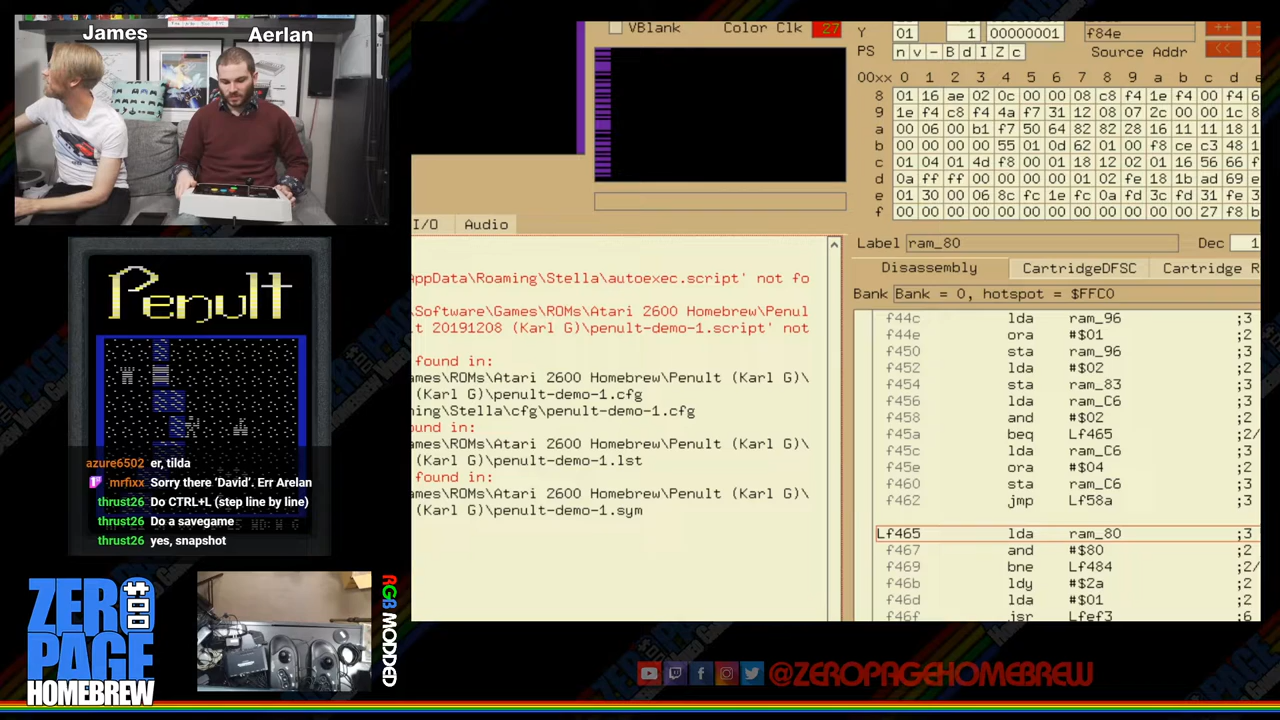 James
Aerlan
Penult
azure6502 er, tilda
mrfixx Sorry there ‘David’. Err Arelan
thrust26 Do CTRL+L (step line by line)
thrust26 Do a savegame
thrust26 yes, snapshot
ZERO
PAGE
HOMEBREW
RGB MODDED
VBlank Color Clk 27
Y 01 1 00000001 f84e
PS n v - B d I Z c Source Addr
00xx 0 1 2 3 4 5 6 7 8 9 a b c d e
8 01 16 ae 02 0c 00 00 08 c8 f4 1e f4 00 f4 6
9 1e f4 c8 f4 4a f7 31 12 08 07 2c 00 00 1c 8
a 00 06 00 b1 f7 50 64 82 82 28 16 11 11 18 1
b 00 00 00 00 55 10 0d 62 01 00 f8 ce c3 48 1
c 01 04 01 4d f8 00 01 18 12 02 01 16 56 66 f
d 0a ff ff 00 00 00 00 01 02 fe 18 1b ad 69 e
e 01 30 00 06 8c fc 1e fc 0a fd 3c fd 31 fe 3
f 00 00 00 00 00 00 00 00 00 00 00 00 27 f8 b
Label ram_80 Dec 1
I/O Audio
Disassembly CartridgeDFSC Cartridge R
Bank Bank = 0, hotspot = $FFC0
AppData\Roaming\Stella\autoexec.script' not fo
Software\Games\ROMs\Atari 2600 Homebrew\Penul
t 20191208 (Karl G)\penult-demo-1.script' not
found in:
ames\ROMs\Atari 2600 Homebrew\Penult (Karl G)\
(Karl G)\penult-demo-1.cfg
ing\Stella\cfg\penult-demo-1.cfg
und in:
ames\ROMs\Atari 2600 Homebrew\Penult (Karl G)\
(Karl G)\penult-demo-1.lst
found in:
ames\ROMs\Atari 2600 Homebrew\Penult (Karl G)\
(Karl G)\penult-demo-1.sym
f44c lda ram_96 ;3
f44e ora #$01 ;2
f450 sta ram_96 ;3
f452 lda #$02 ;2
f454 sta ram_83 ;3
f456 lda ram_C6 ;3
f458 and #$02 ;2
f45a beq Lf465 ;2/
f45c lda ram_C6 ;3
f45e ora #$04 ;2
f460 sta ram_C6 ;3
f462 jmp Lf58a ;3
Lf465 lda ram_80 ;3
f467 and #$80 ;2
f469 bne Lf484 ;2/
f46b ldy #$2a ;2
f46d lda #$01 ;2
f46f jsr Lfef3 ;6
@ZEROPAGEHOMEBREW